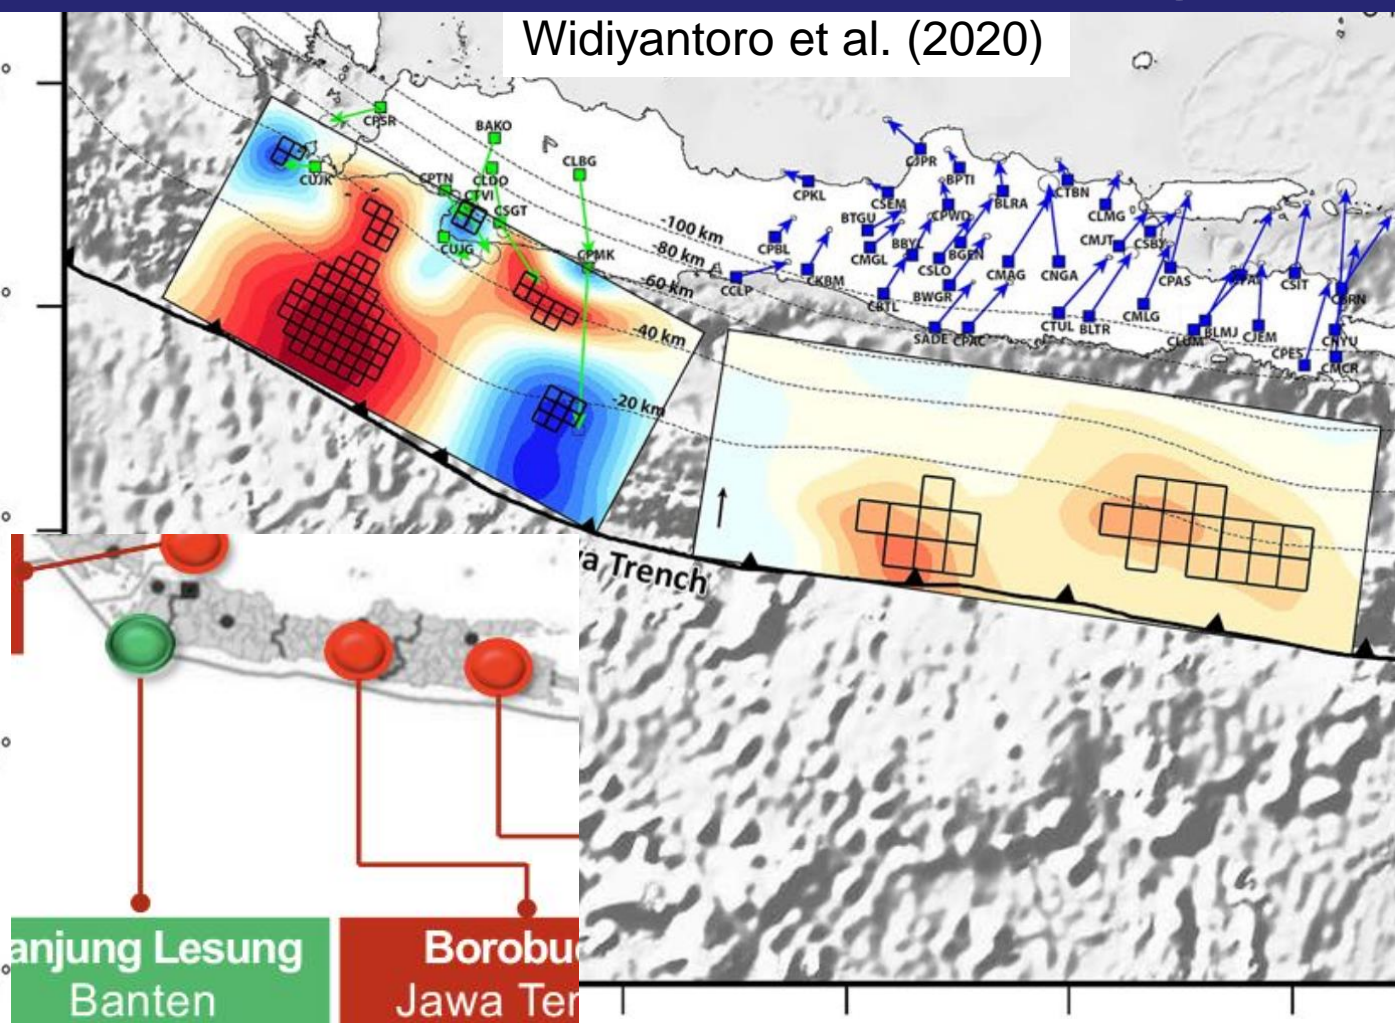 Widiyantoro et al. (2020)
CPSR
BAKO
CLBG
CUJK
CPTN
CLDO
CTVI
CSGT
CUJG
CPMK
CJPR
BPTI
CPKL
CSEM
CPWD
BLRA
CTBN
CLMG
BTGU
CPBL
CMGL
BBYL
CSLO
BGEN
CMJT
CSBY
CKBM
CCLP
CBTL
BWGR
CMAG
CNGA
CPAS
CSIT
CMLG
CTUL
BLTR
SADE
CPAC
BLMJ
CLUM
CJEM
CPES
CNYU
CMCR
-100 km
-80 km
-60 km
-40 km
-20 km
a Trench
anjung Lesung
Banten
Borobu
Jawa Ter